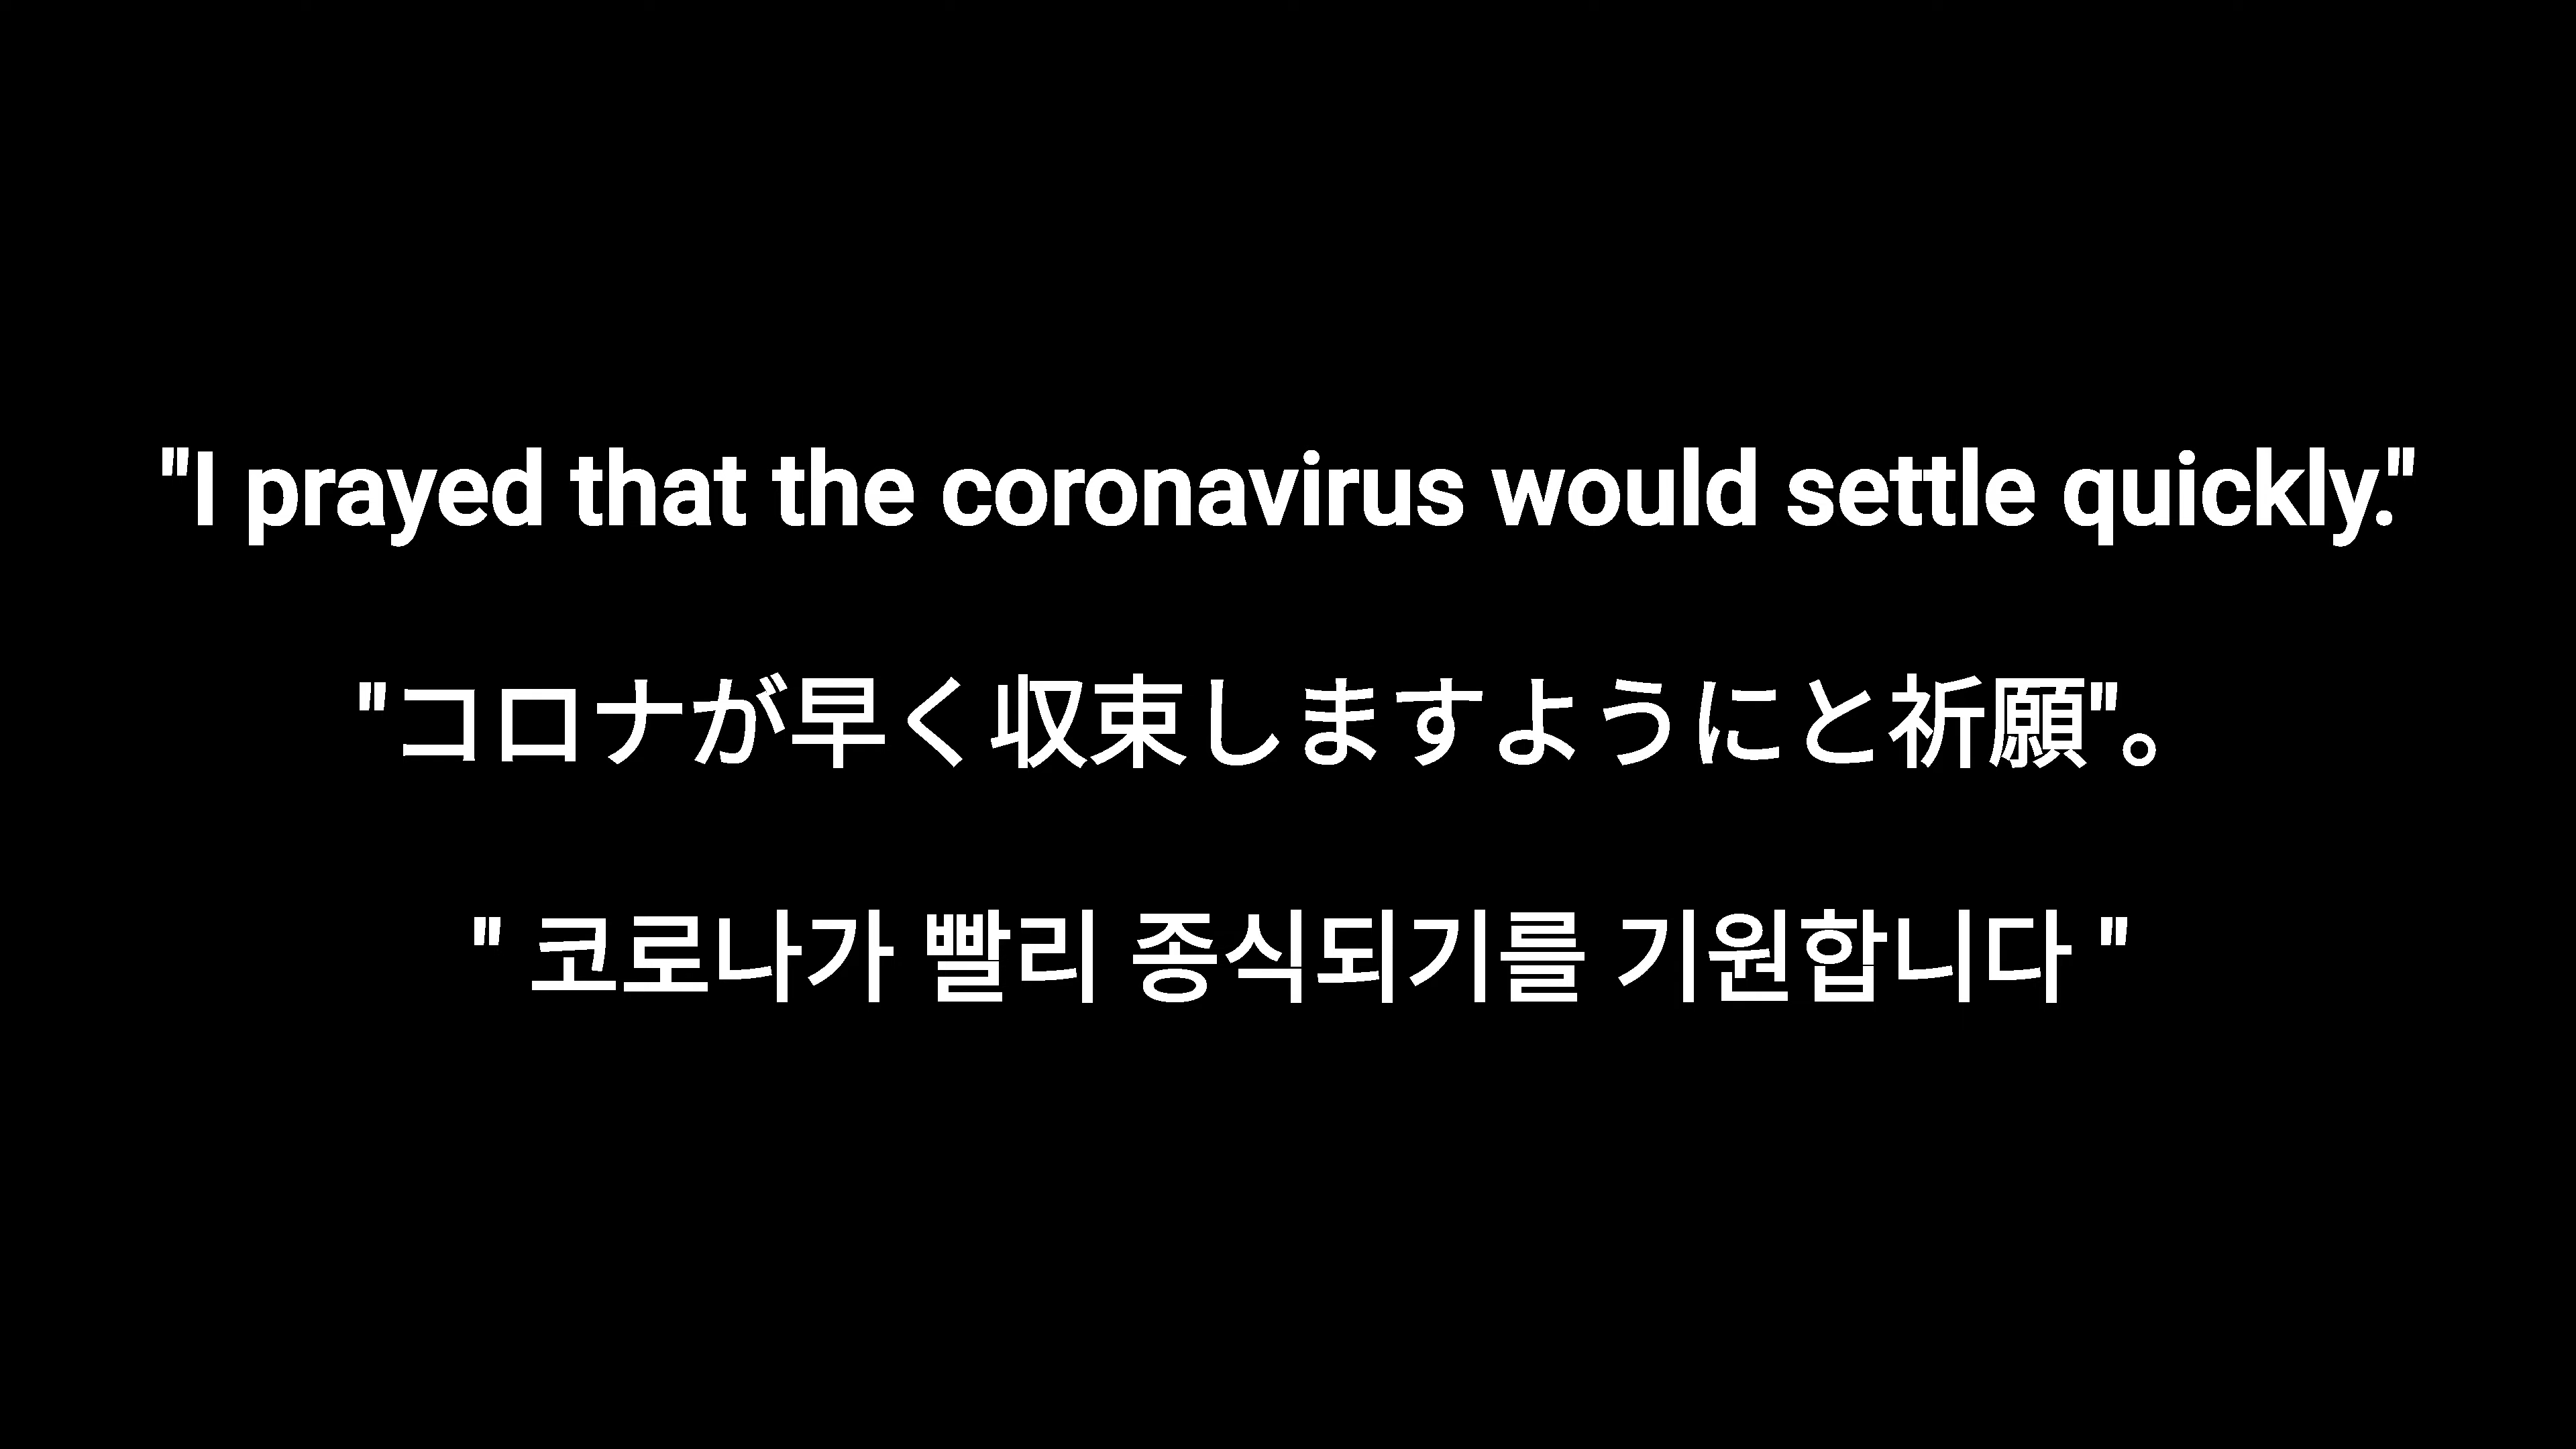 "I prayed that the coronavirus would settle quickly."
"コロナが早く収束しますようにと祈願"。
" 코로나가 빨리 종식되기를 기원합니다 "